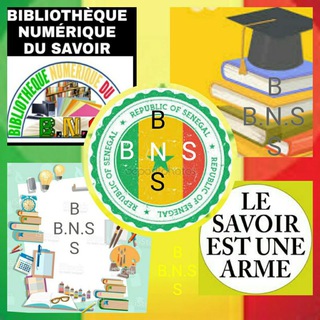 BIBLIOTHÈQUE
NUMÉRIQUE
DU SAVOIR
BIBLIOTHÈQUE NUMÉRIQUE DU
B.N.
B
B.N.S
S
REPUBLIC OF SENEGAL
REPUBLIC OF SENEGAL
REPUBLIC OF SENEGAL
REPUBLIC OF SENEGAL
B
B N S
S
B
B.N.S
S
B
B.N.S
S
LE
SAVOIR
EST UNE
ARME